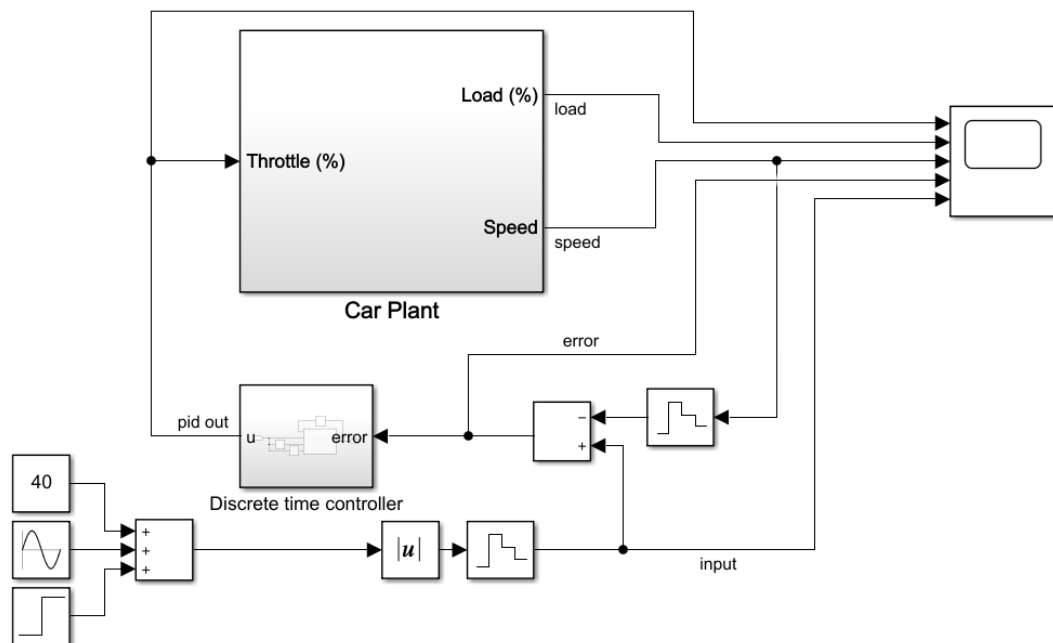 Load (%)
load
Throttle (%)
Speed
speed
Car Plant
error
pid out
u
error
−
+
Discrete time controller
40
+
+
+
|u|
input